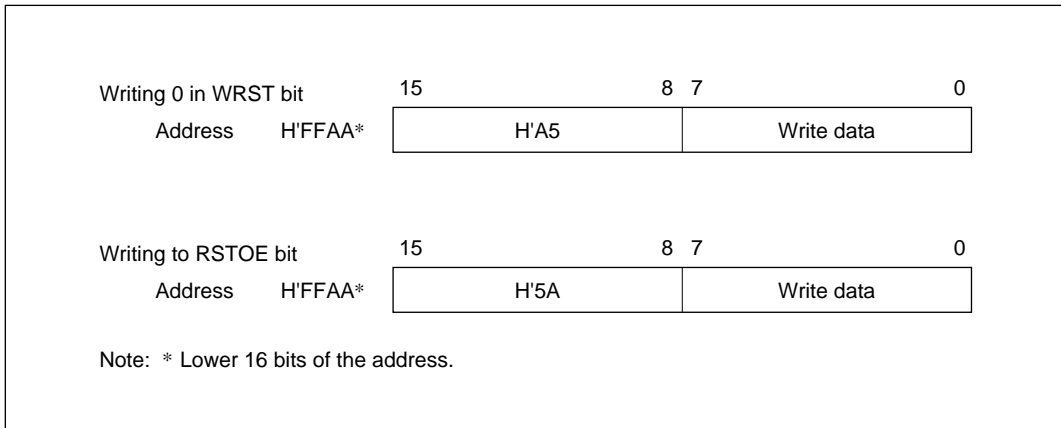 Writing 0 in WRST bit 15 8 7 0
Address H'FFAA* H'A5 Write data
Writing to RSTOE bit 15 8 7 0
Address H'FFAA* H'5A Write data
Note: * Lower 16 bits of the address.